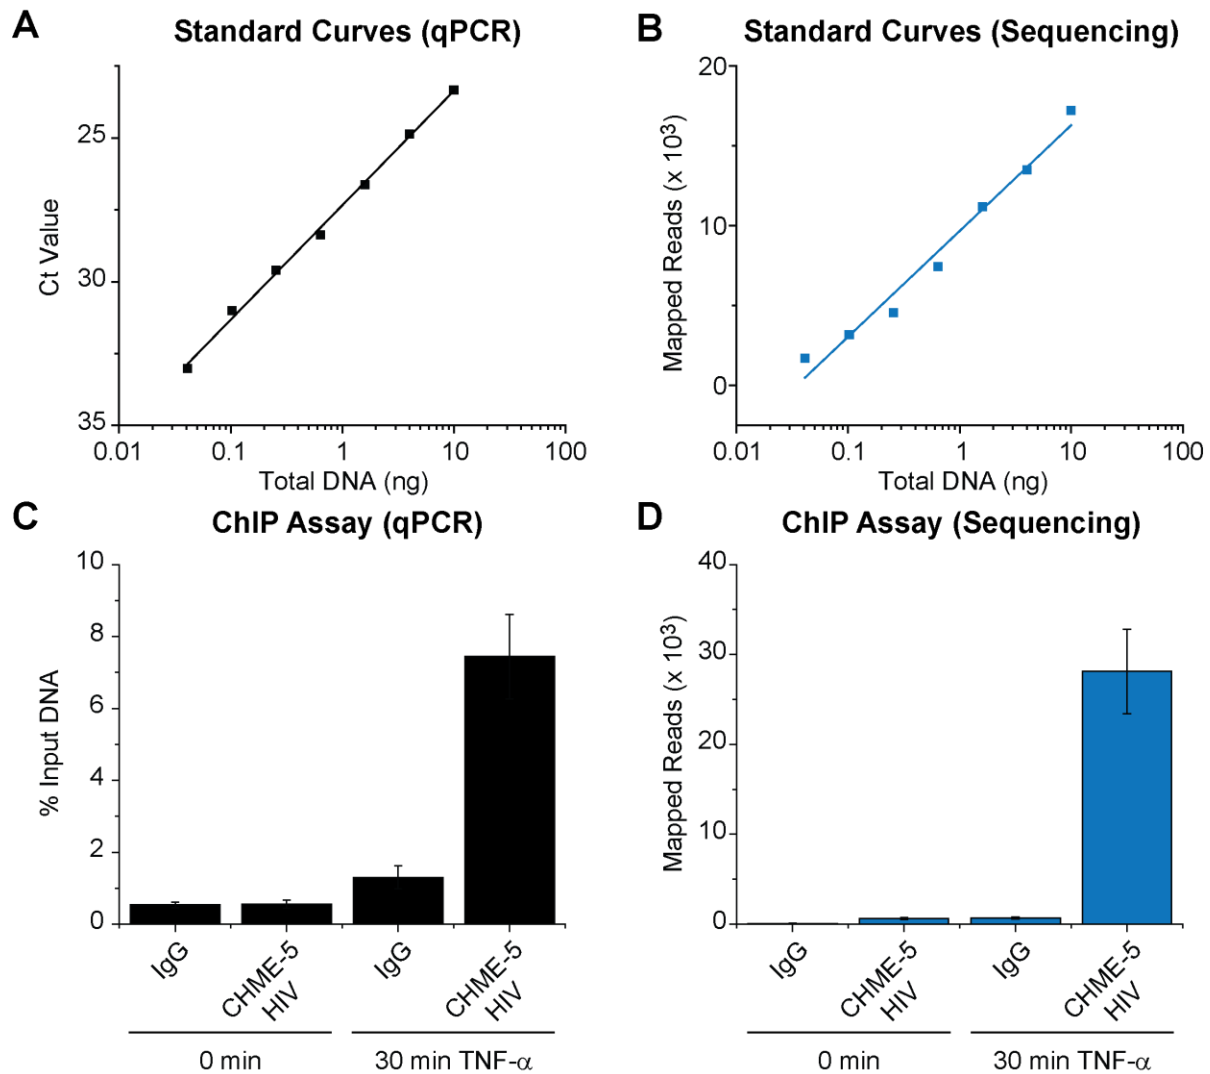 A
Standard Curves (qPCR)
Ct Value
25
30
35
0.01
0.1
1
10
100
Total DNA (ng)
B
Standard Curves (Sequencing)
Mapped Reads (x 10³)
20
10
0
0.01
0.1
1
10
100
Total DNA (ng)
C
ChIP Assay (qPCR)
% Input DNA
10
8
6
4
2
0
IgG
CHME-5
HIV
IgG
CHME-5
HIV
0 min
30 min TNF-α
D
ChIP Assay (Sequencing)
Mapped Reads (x 10³)
40
30
20
10
0
IgG
CHME-5
HIV
IgG
CHME-5
HIV
0 min
30 min TNF-α